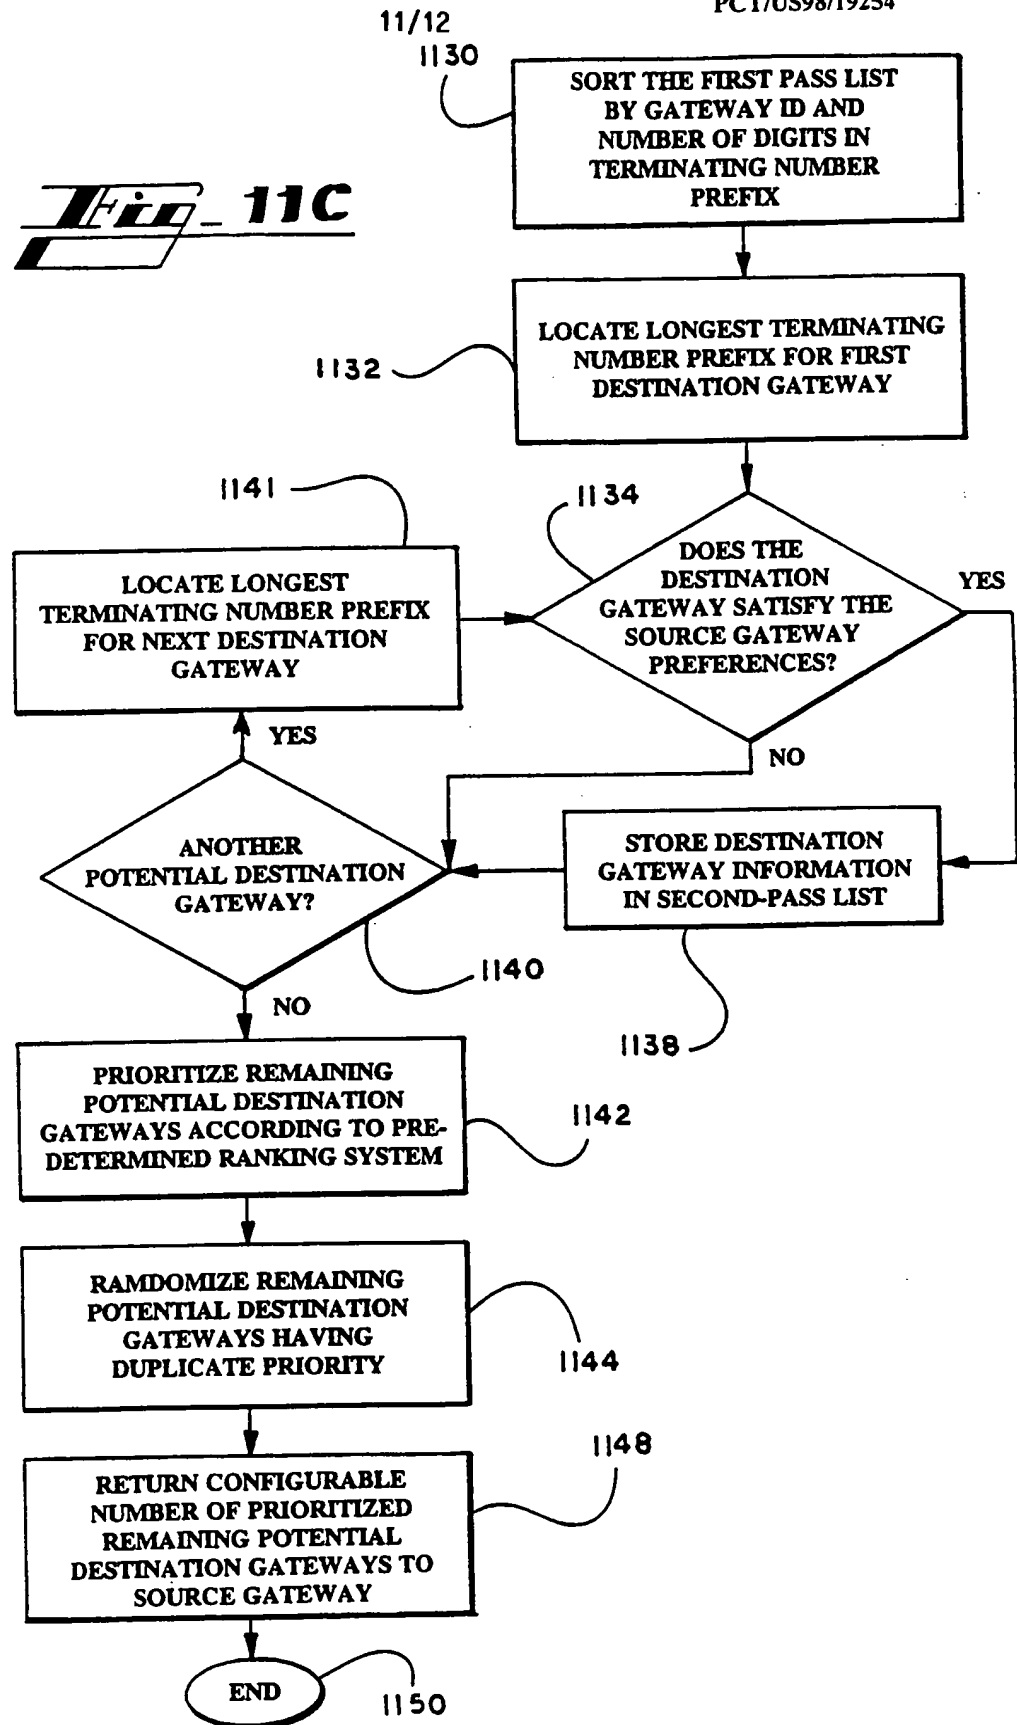 PCT/US98/19254
11/12
1130
SORT THE FIRST PASS LIST
BY GATEWAY ID AND
NUMBER OF DIGITS IN
TERMINATING NUMBER
PREFIX
Fig_ 11C
LOCATE LONGEST TERMINATING
NUMBER PREFIX FOR FIRST
DESTINATION GATEWAY
1132
1141
1134
DOES THE
DESTINATION
GATEWAY SATISFY THE
SOURCE GATEWAY
PREFERENCES?
YES
LOCATE LONGEST
TERMINATING NUMBER PREFIX
FOR NEXT DESTINATION
GATEWAY
YES
NO
ANOTHER
POTENTIAL DESTINATION
GATEWAY?
STORE DESTINATION
GATEWAY INFORMATION
IN SECOND-PASS LIST
1140
NO
1138
PRIORITIZE REMAINING
POTENTIAL DESTINATION
GATEWAYS ACCORDING TO PRE-
DETERMINED RANKING SYSTEM
1142
RAMDOMIZE REMAINING
POTENTIAL DESTINATION
GATEWAYS HAVING
DUPLICATE PRIORITY
1144
1148
RETURN CONFIGURABLE
NUMBER OF PRIORITIZED
REMAINING POTENTIAL
DESTINATION GATEWAYS TO
SOURCE GATEWAY
END
1150